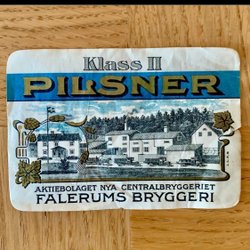 Klass II
PILSNER
AKTIEBOLAGET NYA CENTRALBRYGGERIET
FALERUMS BRYGGERI